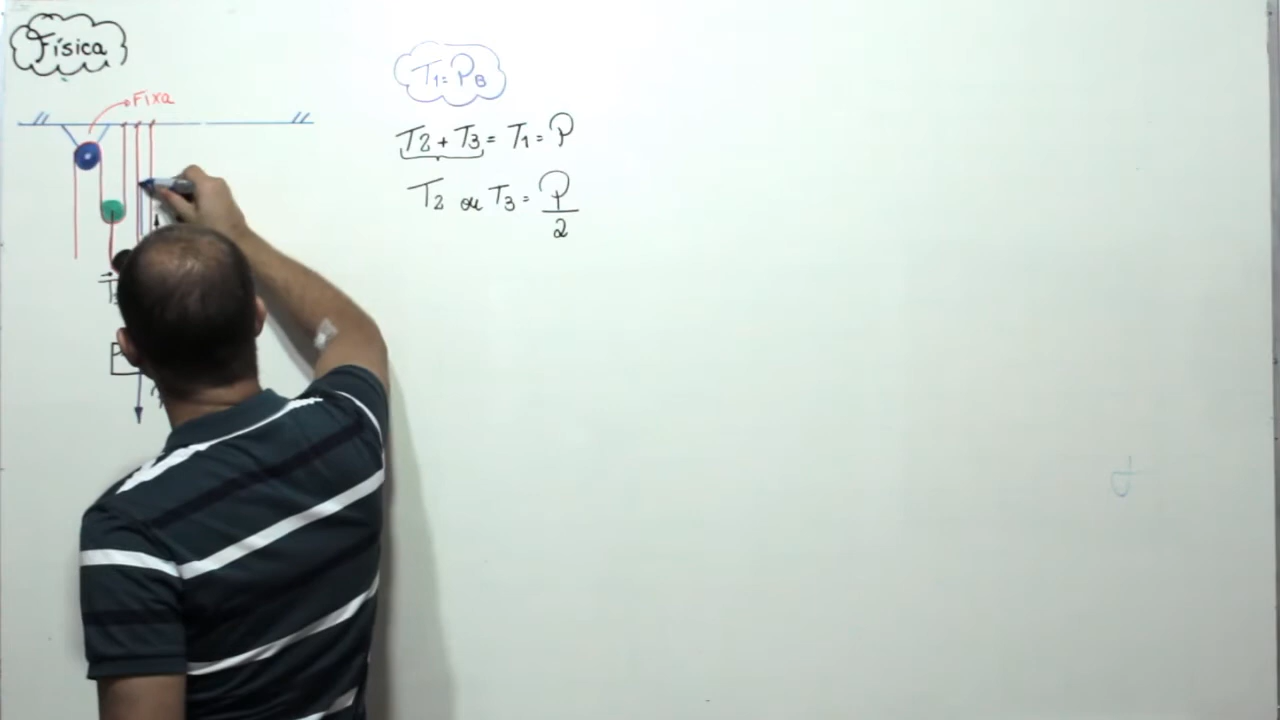 Física
Fixa
T1 = PB
T2 + T3 = T1 = P
T2 ou T3 = P
2